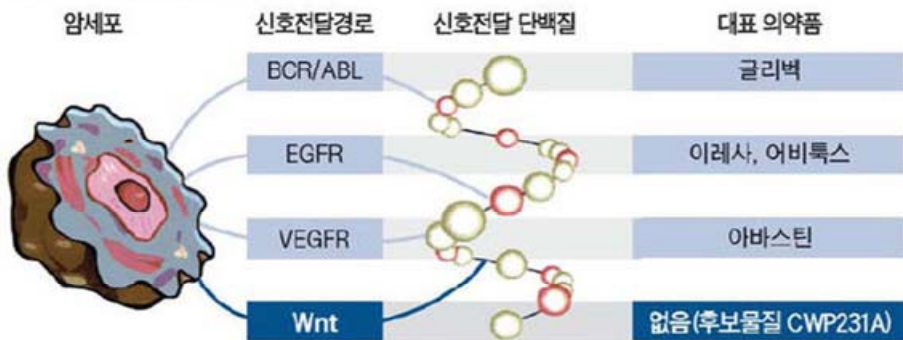 암세포 신호전달경로 신호전달 단백질 대표 의약품
BCR/ABL 글리벡
EGFR 이레사, 어비툭스
VEGFR 아바스틴
Wnt 없음(후보물질 CWP231A)